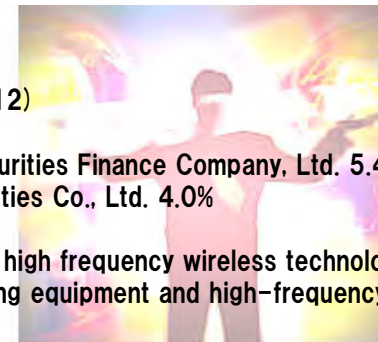 12)
urities Finance Company, Ltd. 5.4
ties Co., Ltd. 4.0%
high frequency wireless technolo
ng equipment and high-frequency